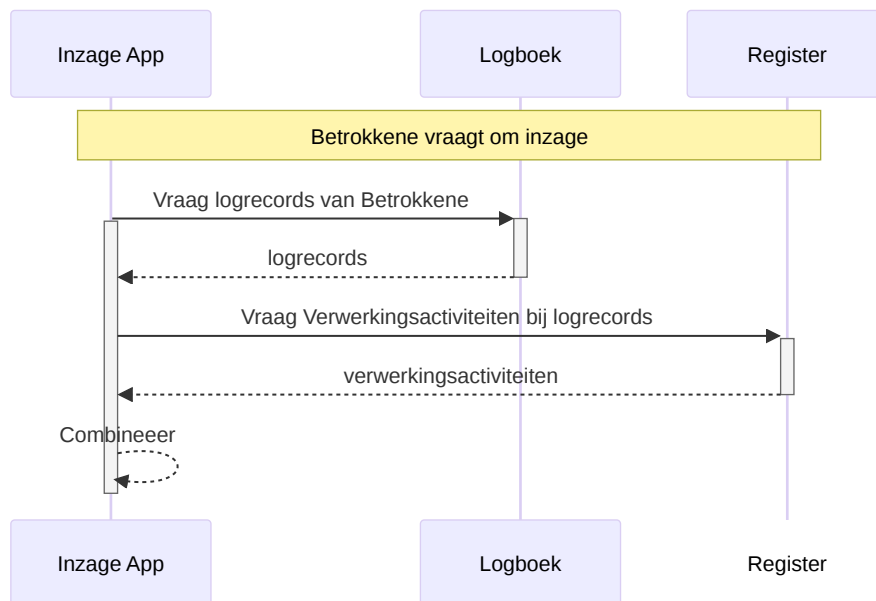 Inzage App
Logboek
Register
Betrokkene vraagt om inzage
Vraag logrecords van Betrokkene
logrecords
Vraag Verwerkingsactiviteiten bij logrecords
verwerkingsactiviteiten
Combineeer
Inzage App
Logboek
Register